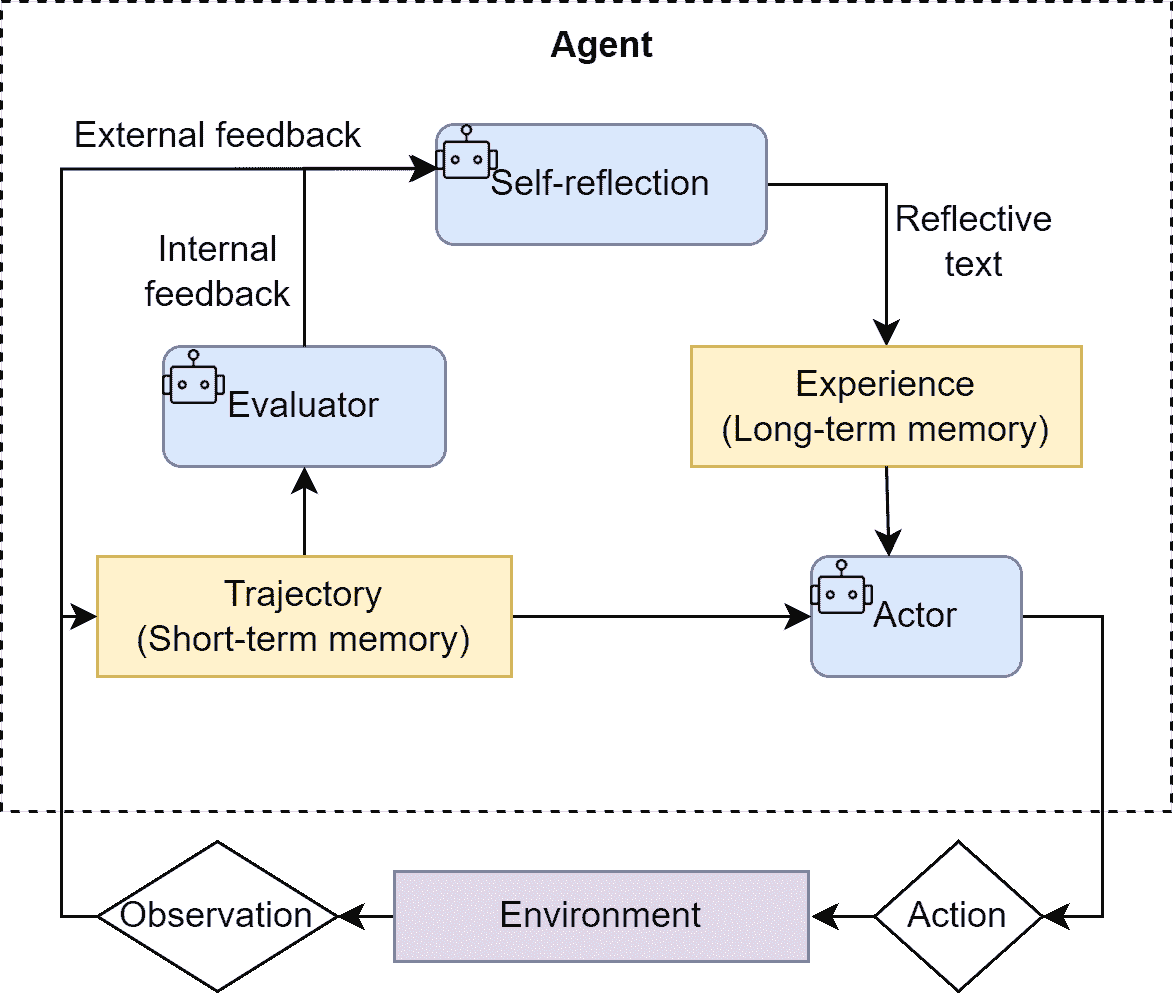 Agent
External feedback
Self-reflection
Internal
feedback
Reflective
text
Evaluator
Experience
(Long-term memory)
Trajectory
(Short-term memory)
Actor
Observation
Environment
Action